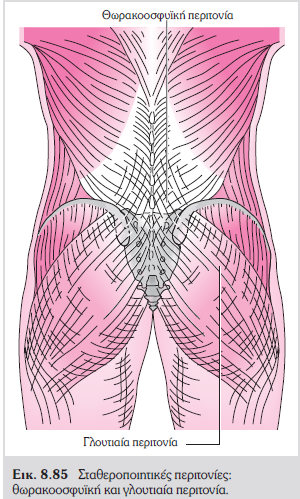 Θωρακοοσφυϊκή περιτονία
Γλουτιαία περιτονία
Εικ. 8.85 Σταθεροποιητικές περιτονίες:
θωρακοοσφυϊκή και γλουτιαία περιτονία.